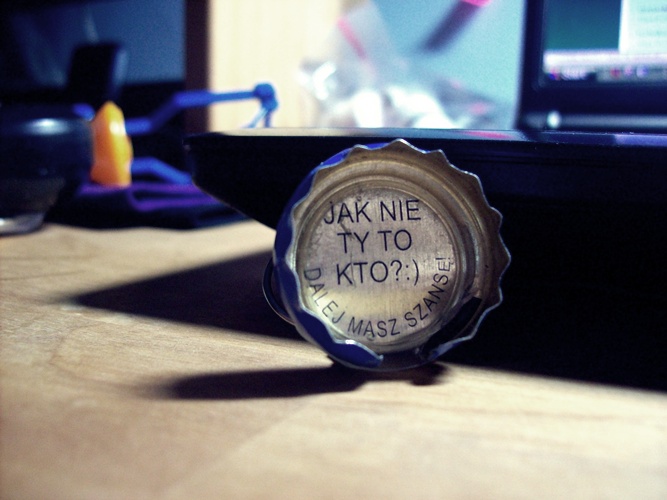 JAK NIE
TY TO
KTO?:)
DALEJ MASZ SZANSĘ!